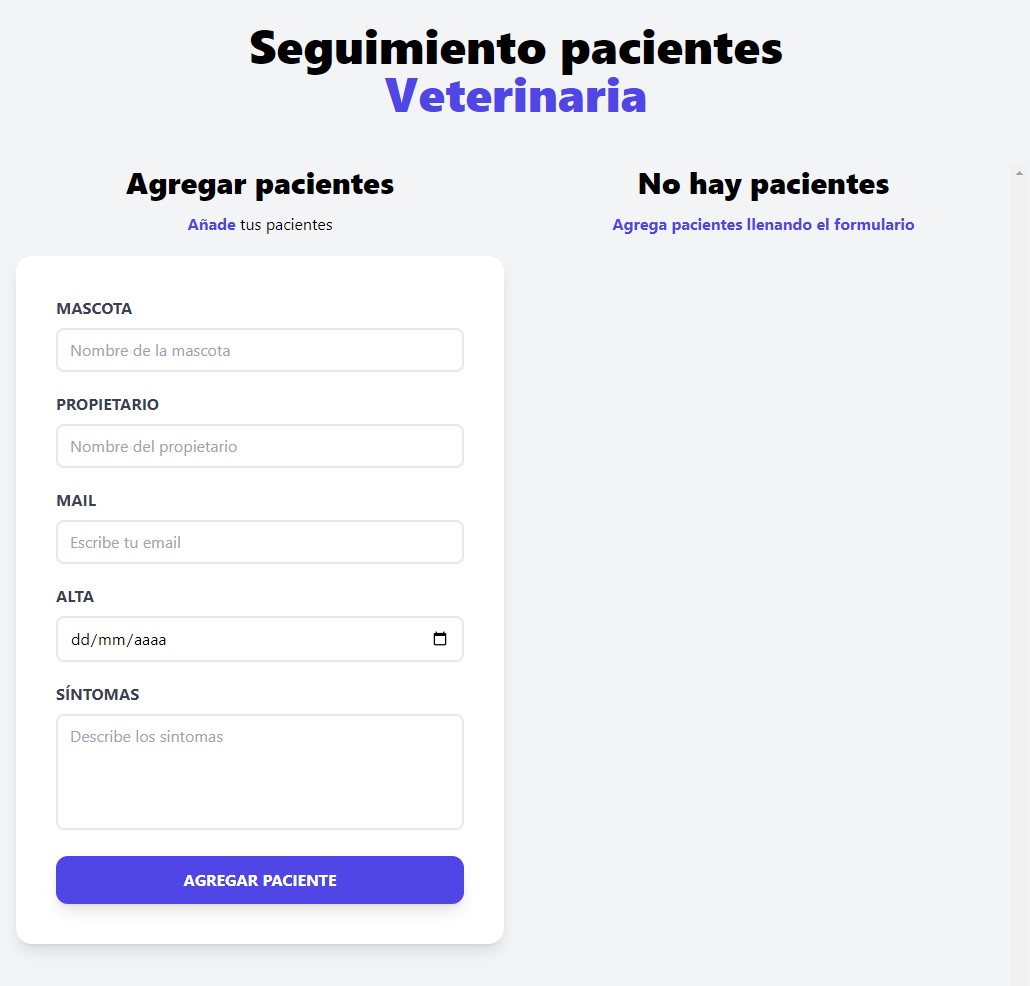 Seguimiento pacientes
Veterinaria
Agregar pacientes
Añade tus pacientes
MASCOTA
Nombre de la mascota
PROPIETARIO
Nombre del propietario
MAIL
Escribe tu email
ALTA
dd/mm/aaaa
SÍNTOMAS
Describe los sintomas
AGREGAR PACIENTE
No hay pacientes
Agrega pacientes llenando el formulario